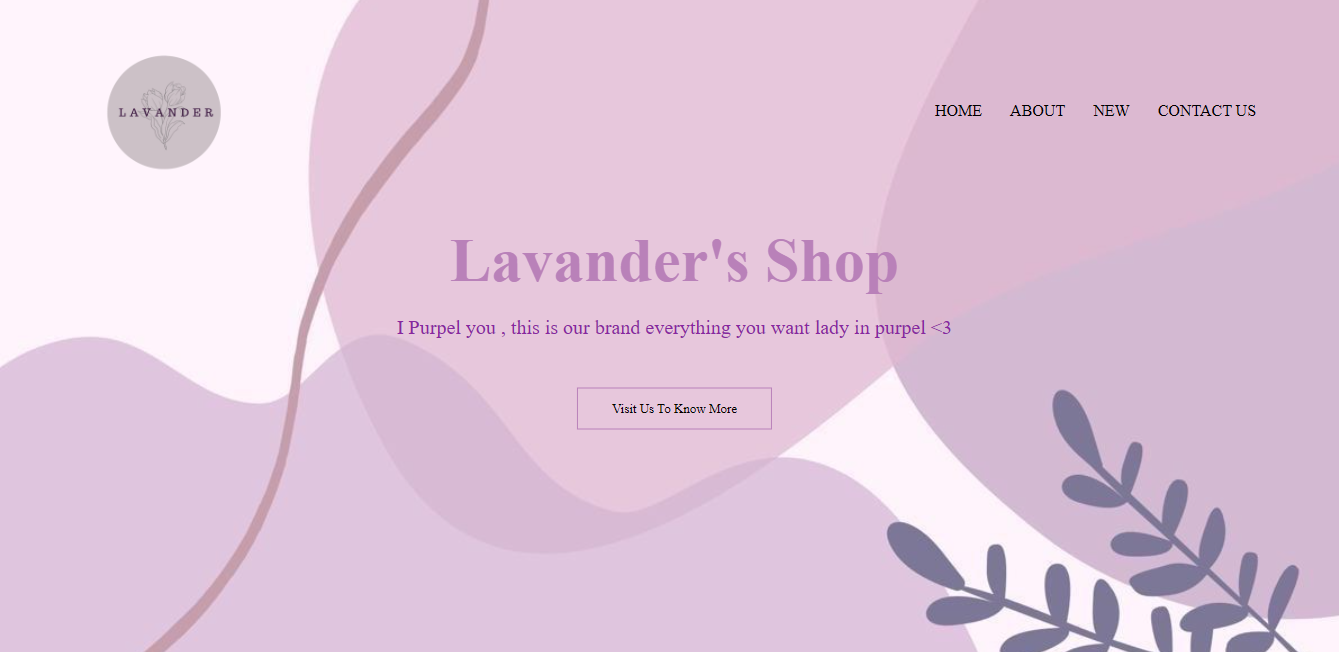 LAVANDER
HOME ABOUT NEW CONTACT US
Lavander's Shop
I Purpel you , this is our brand everything you want lady in purpel <3
Visit Us To Know More